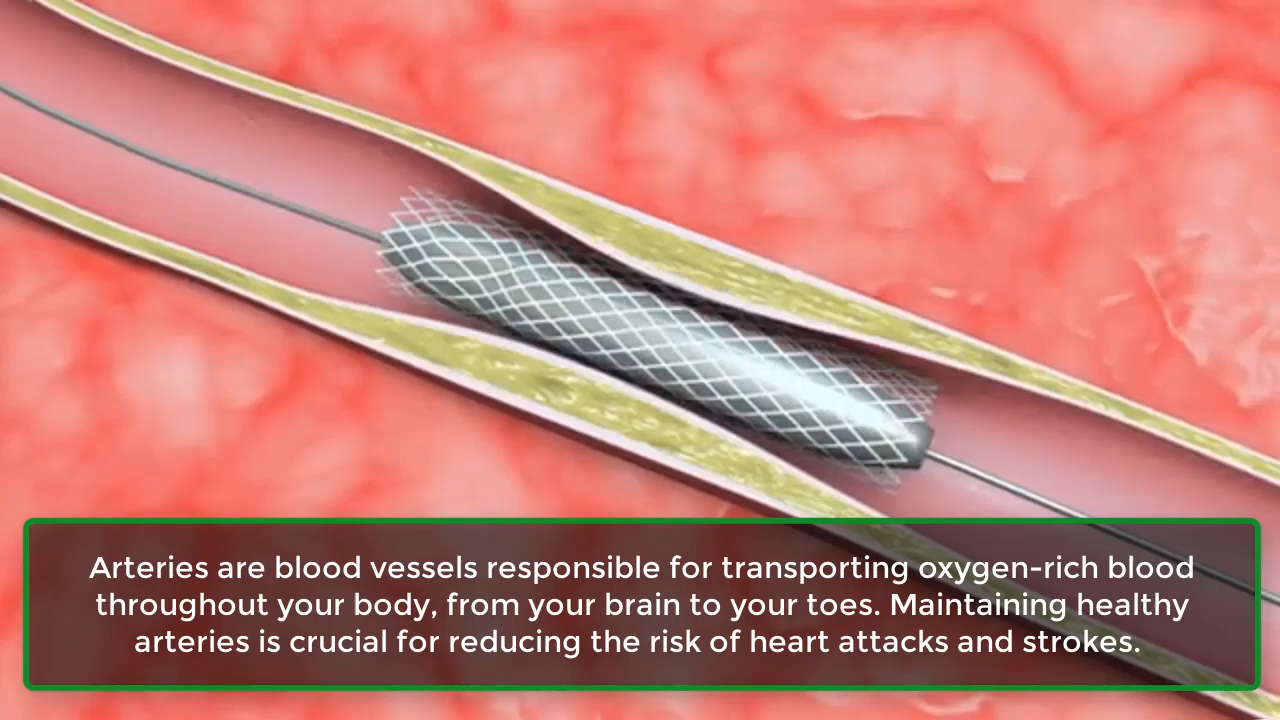 Arteries are blood vessels responsible for transporting oxygen-rich blood
throughout your body, from your brain to your toes. Maintaining healthy
arteries is crucial for reducing the risk of heart attacks and strokes.